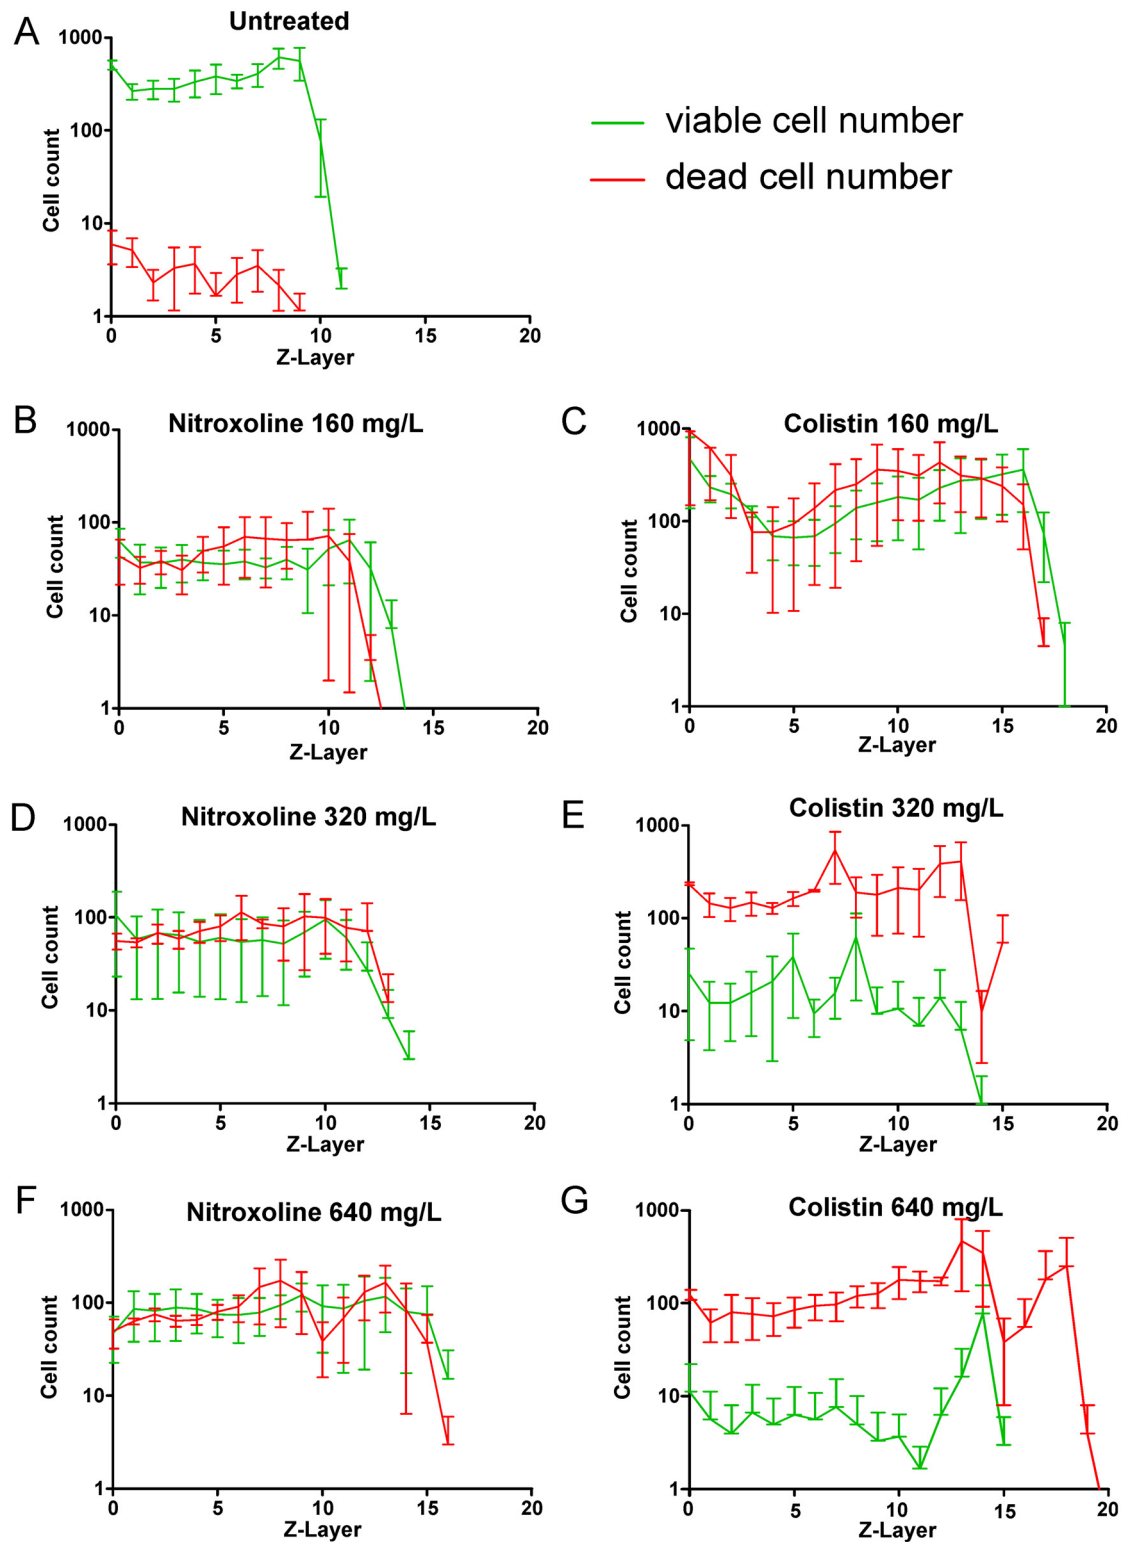 A
Untreated
1000
100
10
1
Cell count
0 5 10 15 20
Z-Layer
viable cell number
dead cell number
B
Nitroxoline 160 mg/L
1000
100
10
1
Cell count
0 5 10 15 20
Z-Layer
C
Colistin 160 mg/L
1000
100
10
1
Cell count
0 5 10 15 20
Z-Layer
D
Nitroxoline 320 mg/L
1000
100
10
1
Cell count
0 5 10 15 20
Z-Layer
E
Colistin 320 mg/L
1000
100
10
1
Cell count
0 5 10 15 20
Z-Layer
F
Nitroxoline 640 mg/L
1000
100
10
1
Cell count
0 5 10 15 20
Z-Layer
G
Colistin 640 mg/L
1000
100
10
1
Cell count
0 5 10 15 20
Z-Layer